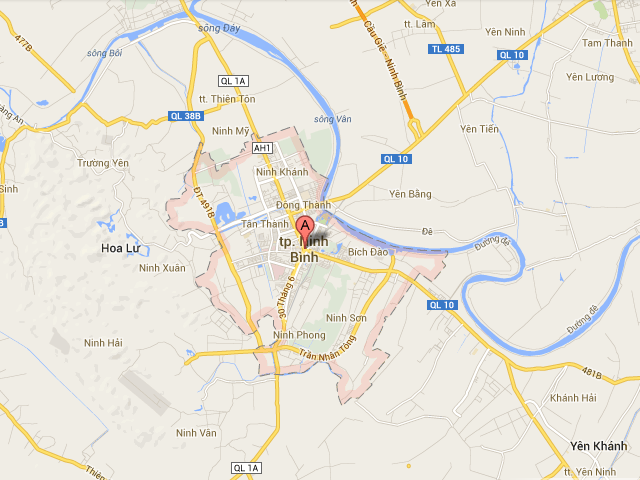 Yên Xá
tt. Lâm
477B
QL 38B
sông Đáy
Cầu Giẽ - Ninh Bình
Yên Ninh
sông Bôi
TL 485
QL 10
Tam Thanh
QL 1A
Yên Lương
tt. Thiên Tôn
QL 38B
sông Vân
Ninh Mỹ
Yên Tiến
AH1
QL 10
Trường Yên
Ninh Khánh
Sinh
ĐT 491B
Yên Bằng
Đông Thành
Tân Thành
A
Đê
Đường đê
Hoa Lư
tp. Ninh
Bình
Bích Đào
Ninh Xuân
30 Tháng 6
QL 10
Ninh Sơn
Đường đê
Ninh Phong
Ninh Hải
Trần Nhân Tông
481B
Khánh Hải
Ninh Vân
Yên Khánh
QL 1A
Thiên
tt. Yên Ninh